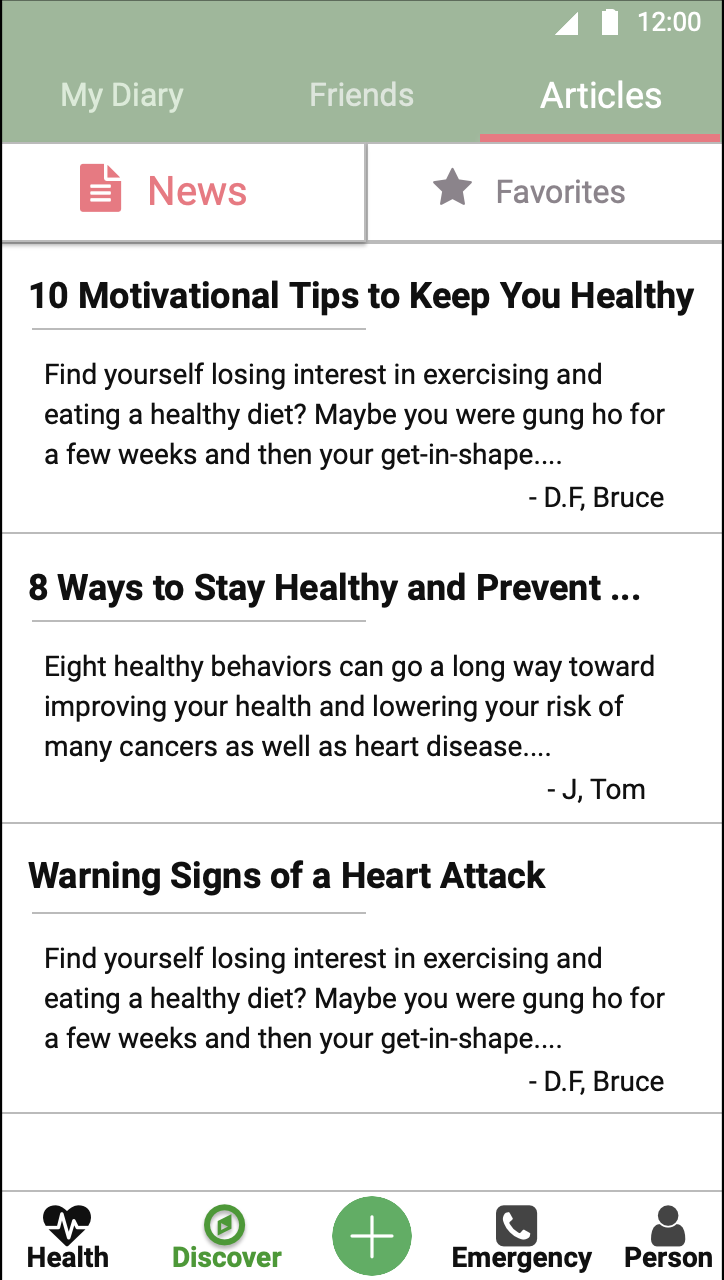 12:00
My Diary Friends Articles
News Favorites
10 Motivational Tips to Keep You Healthy
Find yourself losing interest in exercising and
eating a healthy diet? Maybe you were gung ho for
a few weeks and then your get-in-shape....
- D.F, Bruce
8 Ways to Stay Healthy and Prevent ...
Eight healthy behaviors can go a long way toward
improving your health and lowering your risk of
many cancers as well as heart disease....
- J, Tom
Warning Signs of a Heart Attack
Find yourself losing interest in exercising and
eating a healthy diet? Maybe you were gung ho for
a few weeks and then your get-in-shape....
- D.F, Bruce
Health Discover Emergency Person